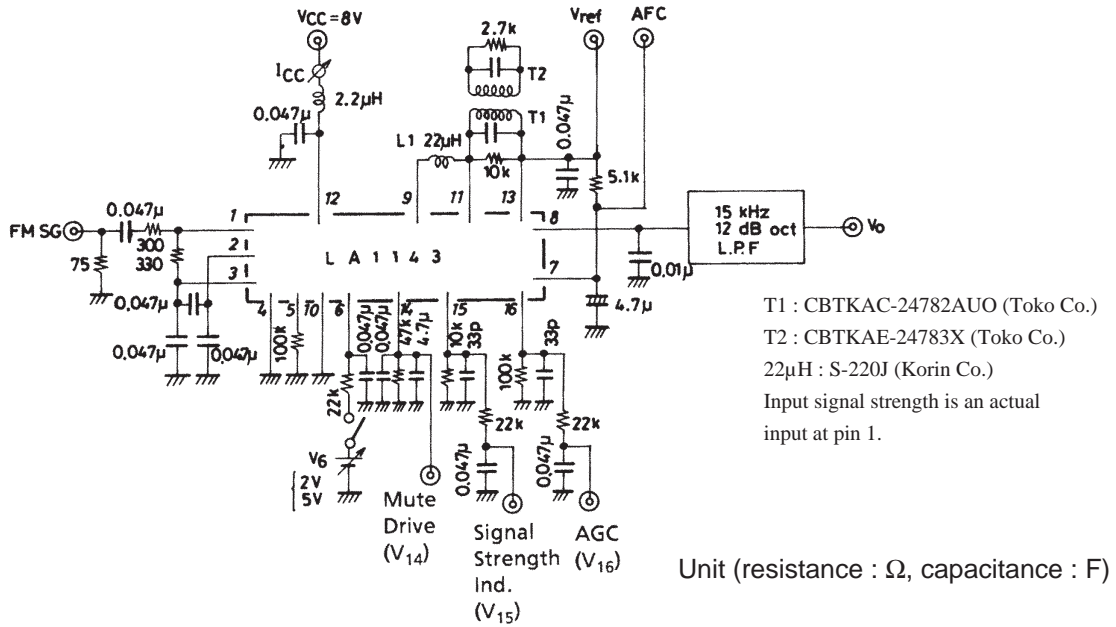 VCC=8V
ICC
2.2μH
0.047μ
2.7k
T2
T1
L1 22μH
10k
Vref
AFC
0.047μ
5.1k
12
9
11
13
FM SG
0.047μ
300
330
75
1
2
3
LA1143
8
7
15 kHz
12 dB oct
L.P.F
Vo
0.01μ
4.7μ
0.047μ
0.047μ
0.047μ
4
5
10
6
14
15
16
100k
22k
0.047μ
0.047μ
47k
4.7μ
10k
33p
22k
0.047μ
100k
33p
22k
0.047μ
V6
2V
5V
Mute
Drive
(V14)
Signal
Strength
Ind.
(V15)
AGC
(V16)
T1 : CBTKAC-24782AUO (Toko Co.)
T2 : CBTKAE-24783X (Toko Co.)
22μH : S-220J (Korin Co.)
Input signal strength is an actual
input at pin 1.
Unit (resistance : Ω, capacitance : F)